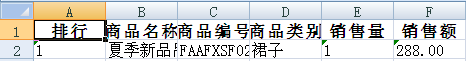 A B C D E F
1 排行 商品名称 商品编号 商品类别 销售量 销售额
2 1 夏季新品 FAAFXSF02 裙子 1 288.00